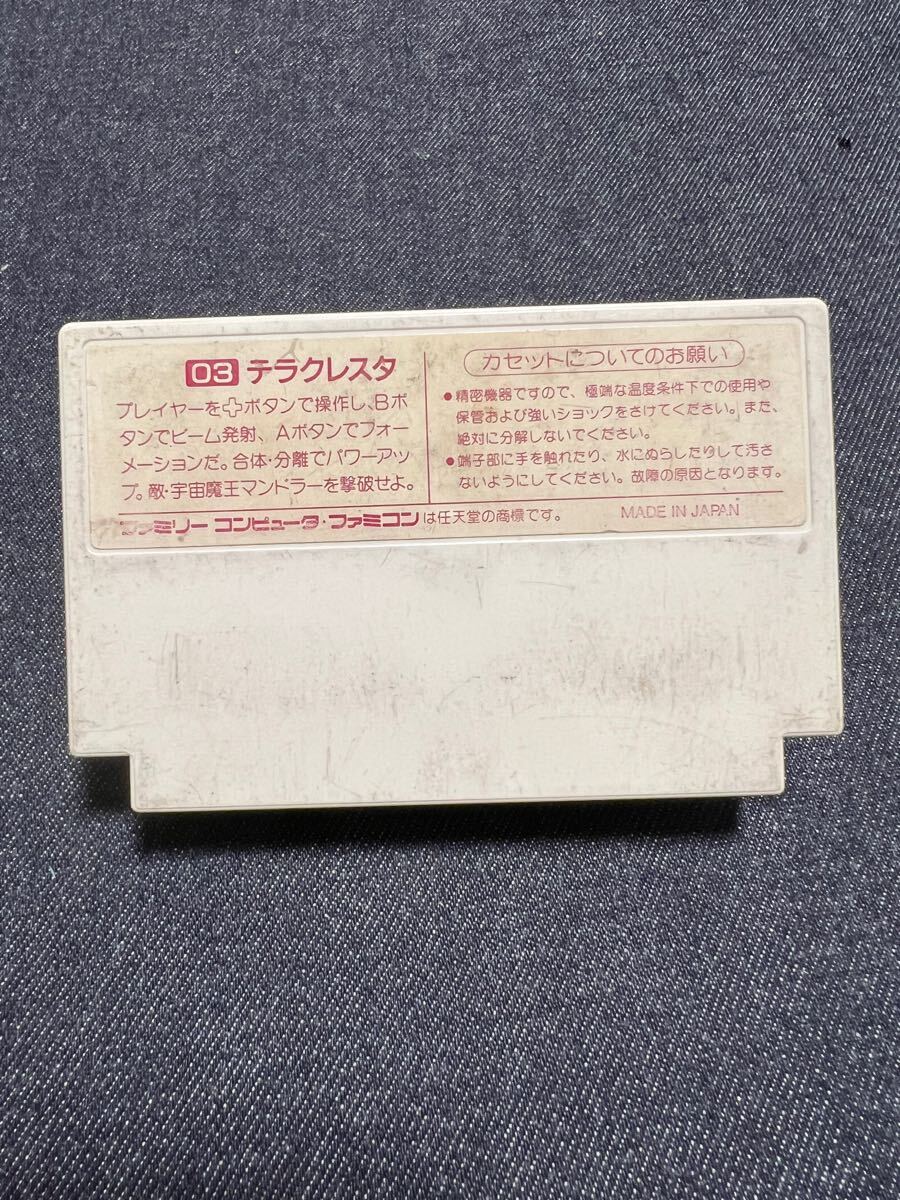 03 テラクレスタ
プレイヤーを✚ボタンで操作し、Bボ
タンでビーム発射、Aボタンでフォー
メーションだ。合体・分離でパワーアッ
プ。敵・宇宙魔王マンドラーを撃破せよ。
カセットについてのお願い
●精密機器ですので、極端な温度条件下での使用や
保管および強いショックをさけてください。また、
絶対に分解しないでください。
●端子部に手を触れたり、水にぬらしたりして汚さ
ないようにしてください。故障の原因となります。
ファミリーコンピュータ・ファミコンは任天堂の商標です。
MADE IN JAPAN